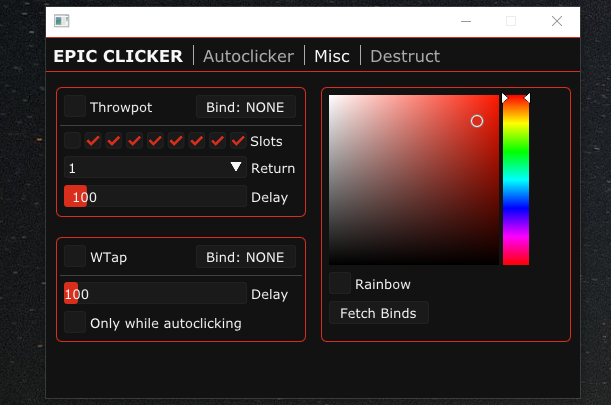 EPIC CLICKER Autoclicker Misc Destruct
Throwpot Bind: NONE
Slots
1 Return
100 Delay
WTap Bind: NONE
100 Delay
Only while autoclicking
Rainbow
Fetch Binds